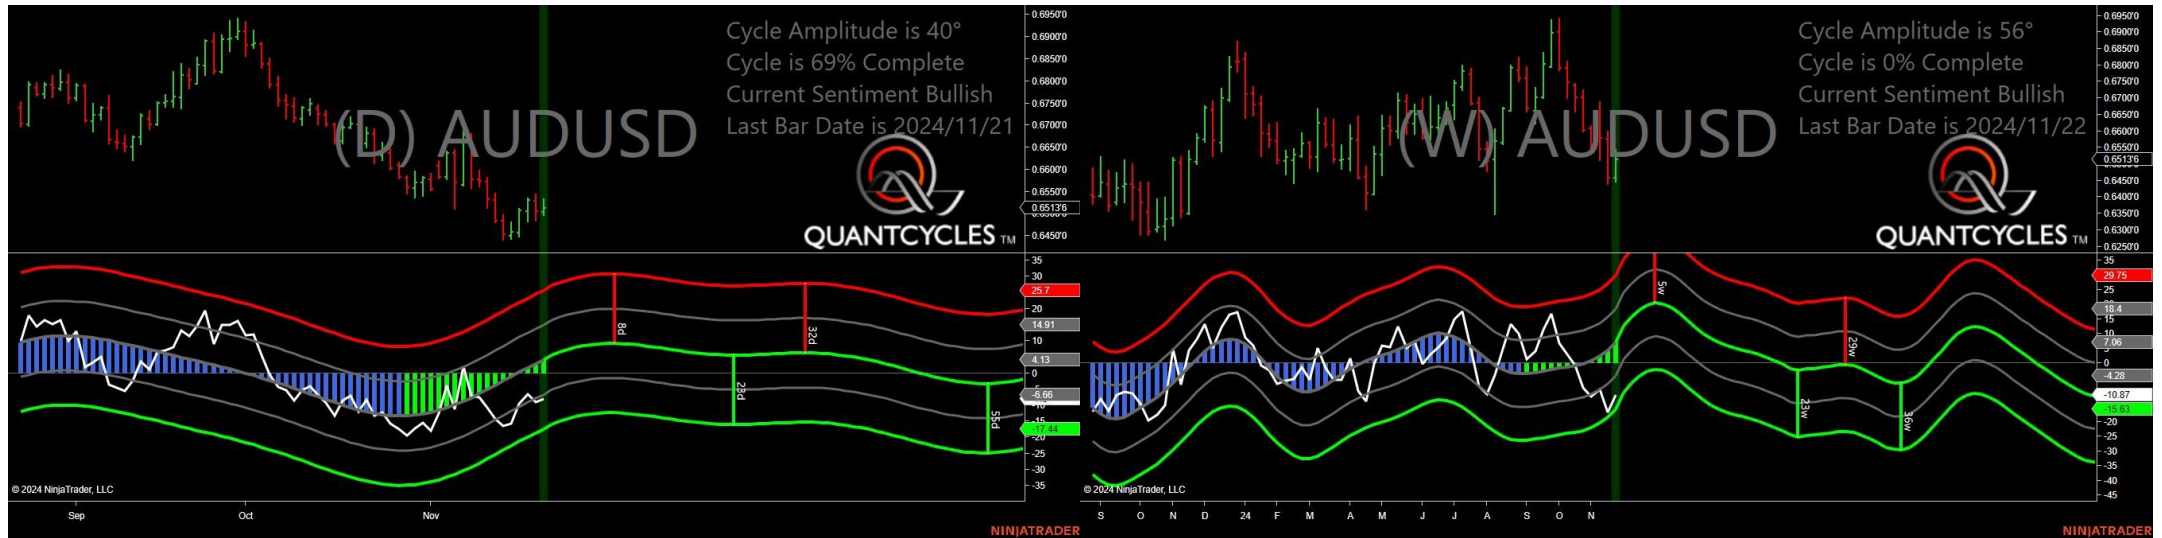 Cycle Amplitude is 40°
Cycle is 69% Complete
Current Sentiment Bullish
Last Bar Date is 2024/11/21
(D) AUDUSD
QUANTCYCLES TM
0.6950'0
0.6900'0
0.6850'0
0.6800'0
0.6750'0
0.6700'0
0.6650'0
0.6600'0
0.6550'0
0.6513'6
0.6450'0
35
30
25.7
20
14.91
10
4.13
0
-6.66
-17.44
-20
-25
-30
-35
8d
23d
32d
55d
© 2024 NinjaTrader, LLC
Sep
Oct
Nov
NINJATRADER
Cycle Amplitude is 56°
Cycle is 0% Complete
Current Sentiment Bullish
Last Bar Date is 2024/11/22
(W) AUDUSD
QUANTCYCLES TM
0.6950'0
0.6900'0
0.6850'0
0.6800'0
0.6750'0
0.6700'0
0.6650'0
0.6600'0
0.6550'0
0.6513'6
0.6450'0
0.6400'0
0.6350'0
0.6300'0
0.6250'0
35
29.75
25
18.4
15
10
7.06
0
-4.28
-10.87
-15.63
-20
-25
-30
-35
-40
-45
5w
23w
29w
36w
© 2024 NinjaTrader, LLC
S
O
N
D
24
F
M
A
M
J
J
A
S
O
N
NINJATRADER